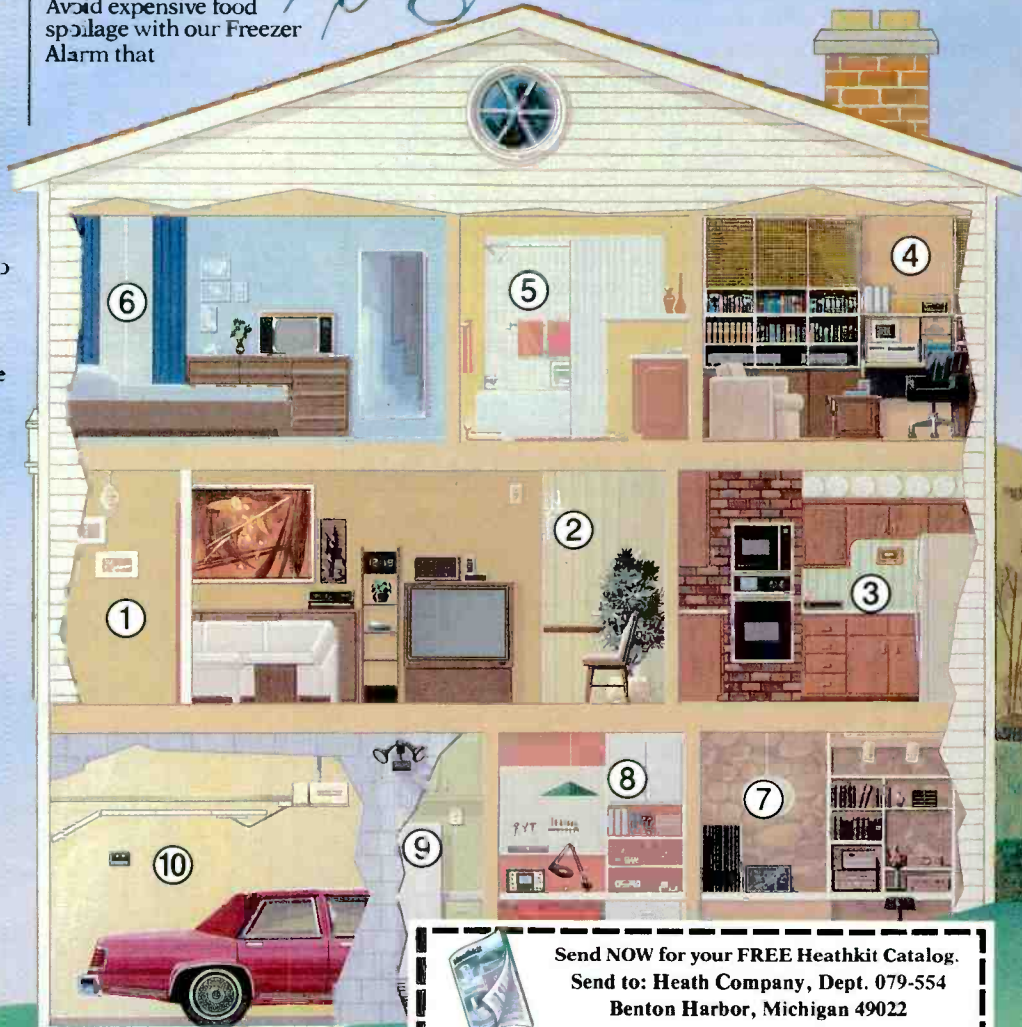 Avoid expensive food
spoilage with our Freezer
Alarm that
6
5
4
1
2
3
10
9
8
7
Send NOW for your FREE Heathkit Catalog.
Send to: Heath Company, Dept. 079-554
Benton Harbor, Michigan 49022